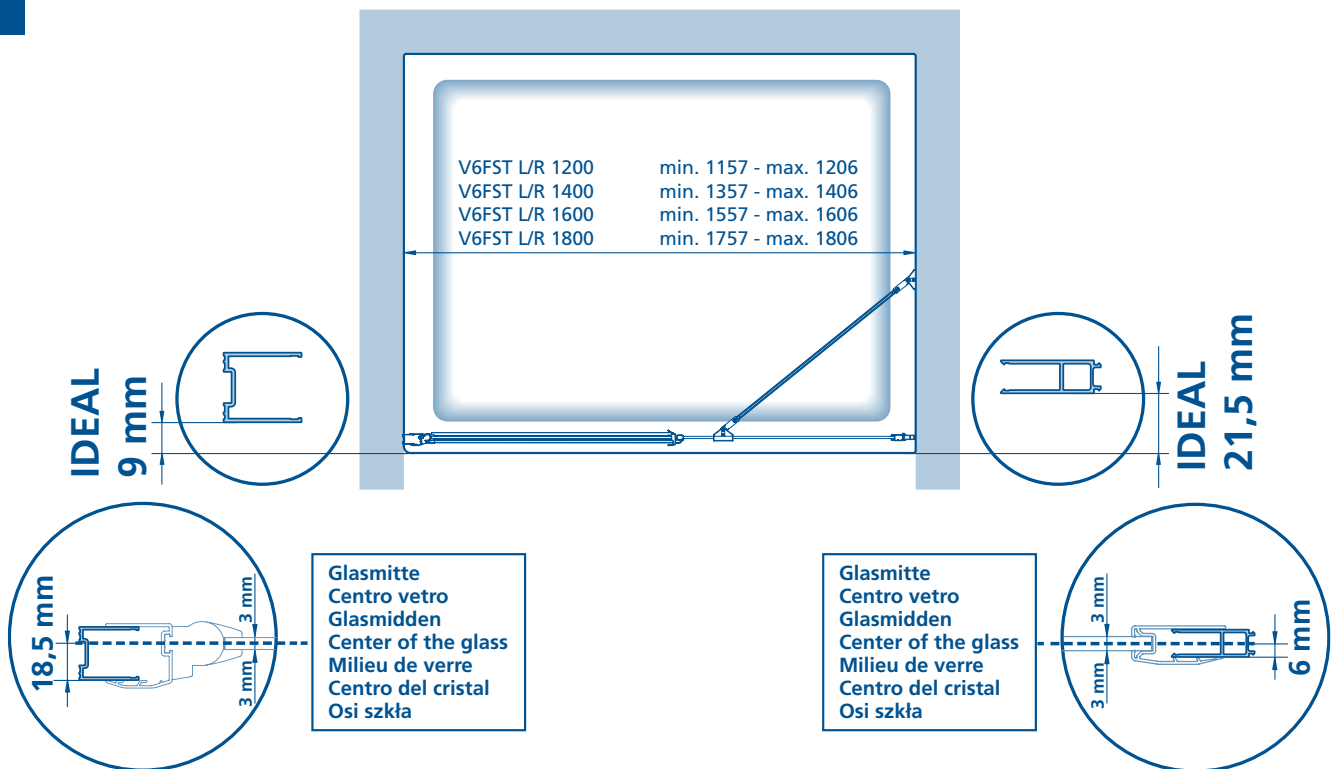 V6FST L/R 1200 min. 1157 - max. 1206
V6FST L/R 1400 min. 1357 - max. 1406
V6FST L/R 1600 min. 1557 - max. 1606
V6FST L/R 1800 min. 1757 - max. 1806
IDEAL
9 mm
IDEAL
21,5 mm
18,5 mm
3 mm
3 mm
Glasmitte
Centro vetro
Glasmidden
Center of the glass
Milieu de verre
Centro del cristal
Osi szkła
Glasmitte
Centro vetro
Glasmidden
Center of the glass
Milieu de verre
Centro del cristal
Osi szkła
3 mm
3 mm
6 mm